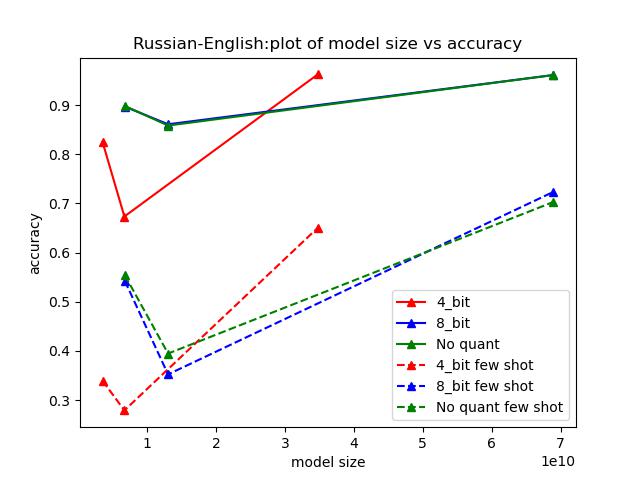 Russian-English:plot of model size vs accuracy
accuracy
0.9
0.8
0.7
0.6
0.5
0.4
0.3
4_bit
8_bit
No quant
4_bit few shot
8_bit few shot
No quant few shot
1 2 3 4 5 6 7
1e10
model size